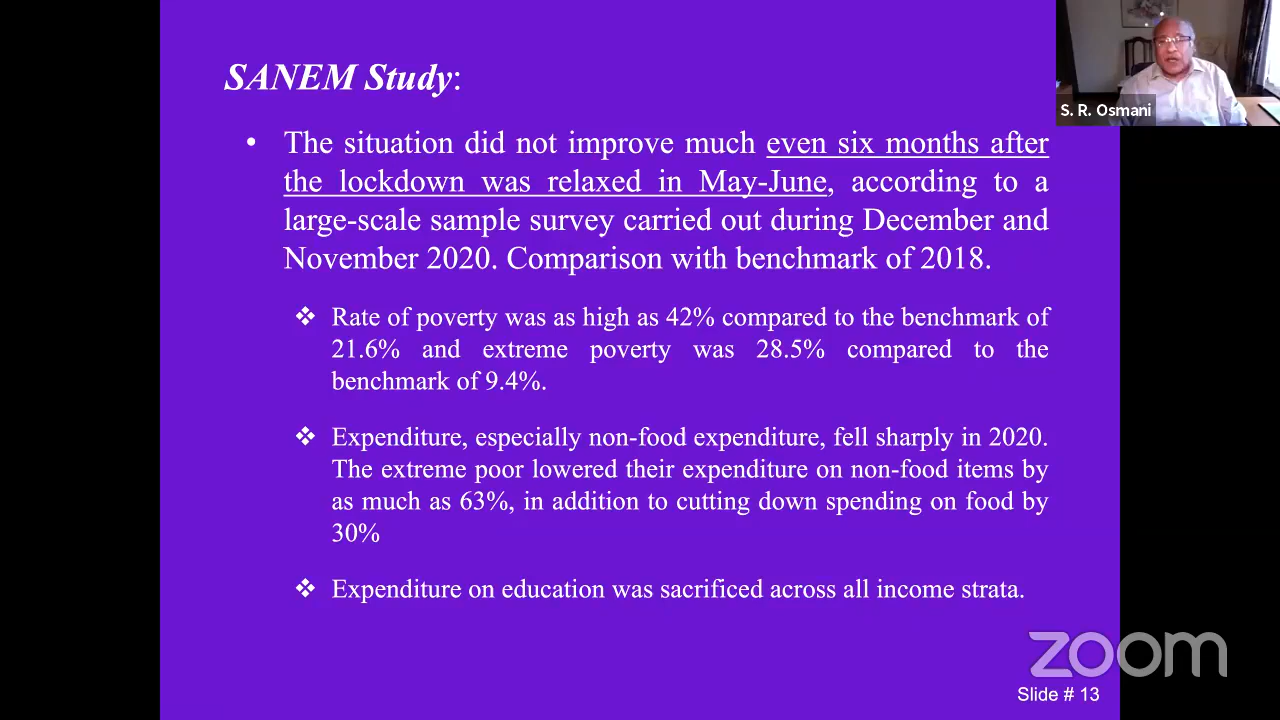 SANEM Study:
• The situation did not improve much even six months after
the lockdown was relaxed in May-June, according to a
large-scale sample survey carried out during December and
November 2020. Comparison with benchmark of 2018.
❖ Rate of poverty was as high as 42% compared to the benchmark of
21.6% and extreme poverty was 28.5% compared to the
benchmark of 9.4%.
❖ Expenditure, especially non-food expenditure, fell sharply in 2020.
The extreme poor lowered their expenditure on non-food items by
as much as 63%, in addition to cutting down spending on food by
30%
❖ Expenditure on education was sacrificed across all income strata.
S. R. Osmani
zoom
Slide # 13